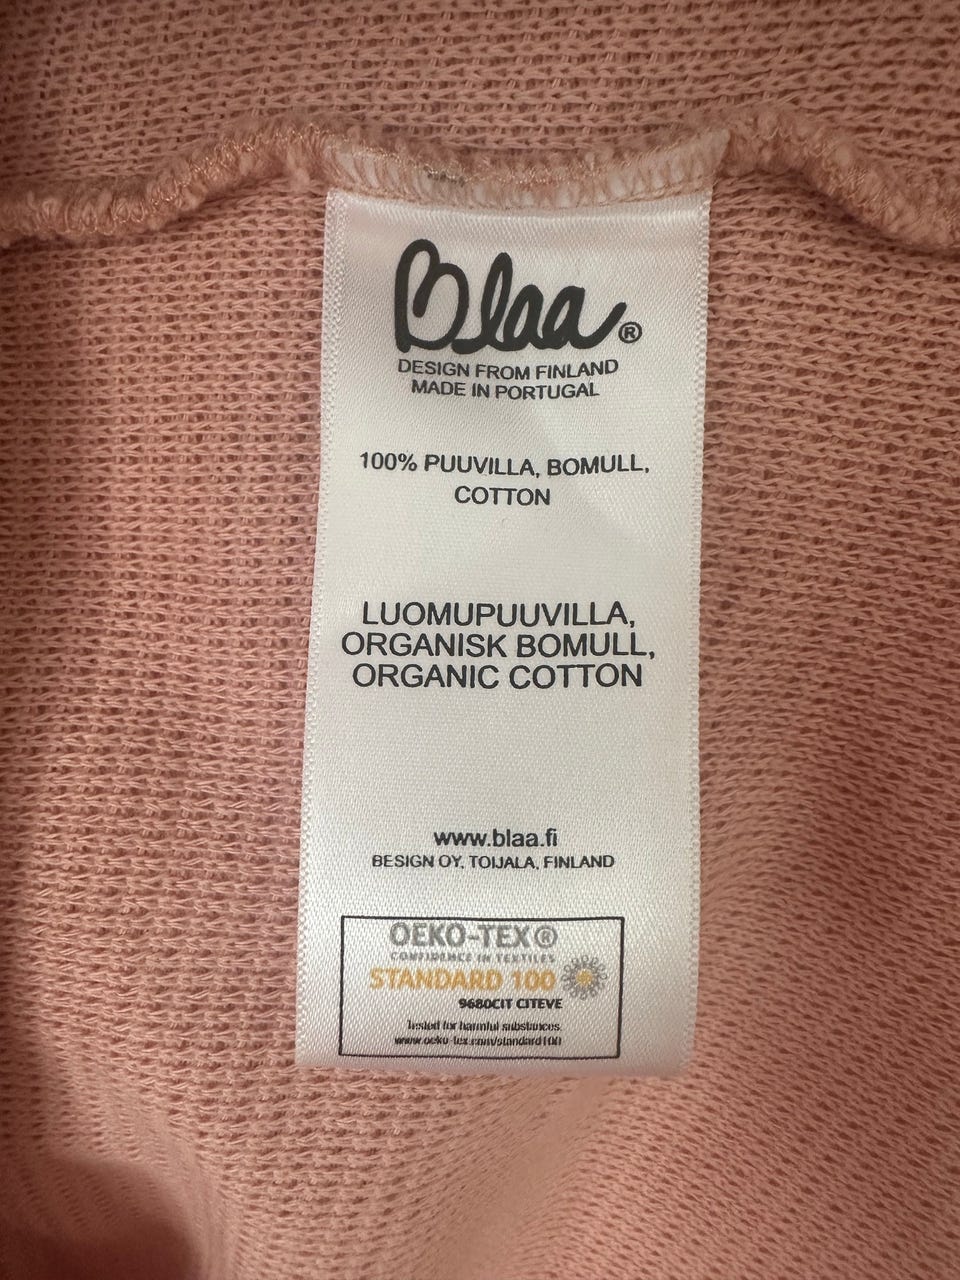 Blaa®
DESIGN FROM FINLAND
MADE IN PORTUGAL
100% PUUVILLA, BOMULL,
COTTON
LUOMUPUUVILLA,
ORGANISK BOMULL,
ORGANIC COTTON
www.blaa.fi
BESIGN OY, TOIJALA, FINLAND
OEKO-TEX®
CONFIDENCE IN TEXTILES
STANDARD 100
9680CIT CITEVE
Tested for harmful substances.
www.oeko-tex.com/standard100